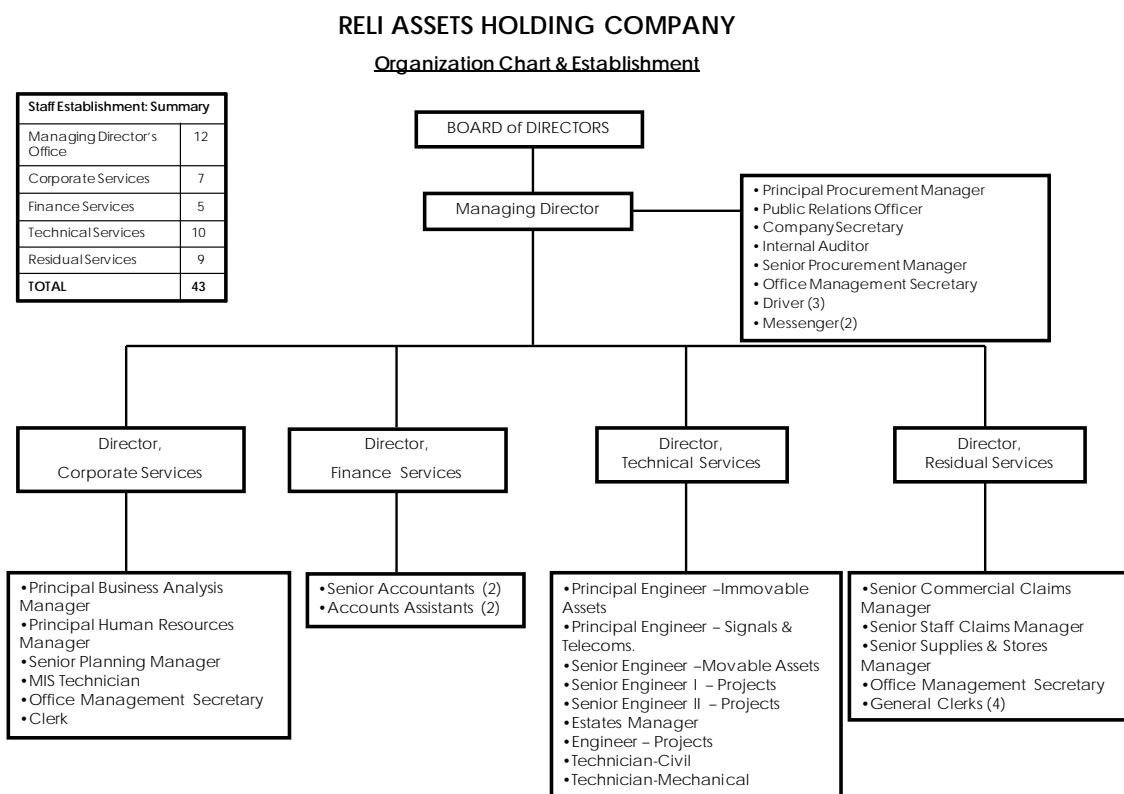 RELI ASSETS HOLDING COMPANY
Organization Chart & Establishment
Staff Establishment: Summary
Managing Director's
Office
12
Corporate Services 7
Finance Services 5
Technical Services 10
Residual Services 9
TOTAL 43
BOARD of DIRECTORS
Managing Director
• Principal Procurement Manager
• Public Relations Officer
• Company Secretary
• Internal Auditor
• Senior Procurement Manager
• Office Management Secretary
• Driver (3)
• Messenger (2)
Director,
Corporate Services
Director,
Finance Services
Director,
Technical Services
Director,
Residual Services
•Principal Business Analysis
Manager
•Principal Human Resources
Manager
•Senior Planning Manager
•MIS Technician
•Office Management Secretary
•Clerk
•Senior Accountants (2)
•Accounts Assistants (2)
•Principal Engineer –Immovable
Assets
•Principal Engineer – Signals &
Telecoms.
•Senior Engineer –Movable Assets
•Senior Engineer I – Projects
•Senior Engineer II – Projects
•Estates Manager
•Engineer – Projects
•Technician-Civil
•Technician-Mechanical
•Senior Commercial Claims
Manager
•Senior Staff Claims Manager
•Senior Supplies & Stores
Manager
•Office Management Secretary
•General Clerks (4)